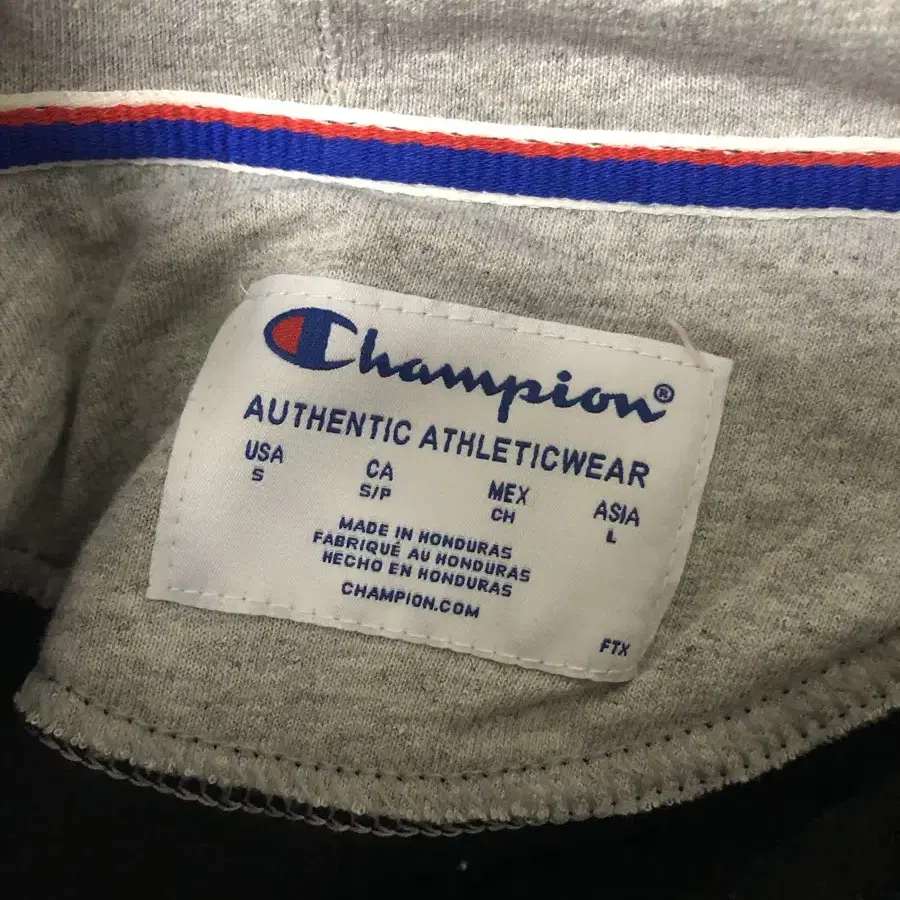 Champion®
AUTHENTIC ATHLETICWEAR
USA CA MEX ASIA
S S/P CH L
MADE IN HONDURAS
FABRIQUÉ AU HONDURAS
HECHO EN HONDURAS
CHAMPION.COM
FTX